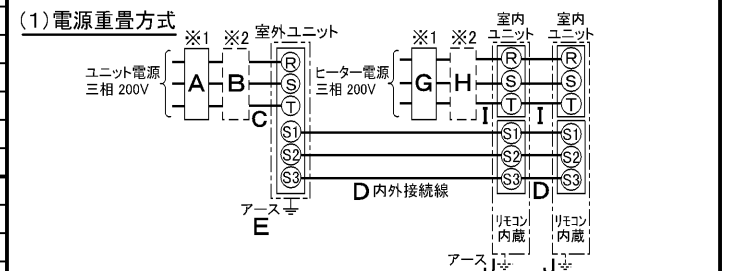 (1)電源重畳方式
※1 ※2 室外ユニット
ユニット電源
三相 200V
A B
C
R
S
T
S1
S2
S3
アース
E
D 内外接続線
※1 ※2
ヒーター電源
三相 200V
G H
I I
室内
ユニット
R
S
T
S1
S2
S3
リモコン
内蔵
室内
ユニット
R
S
T
S1
S2
S3
D
リモコン
内蔵
アース J J